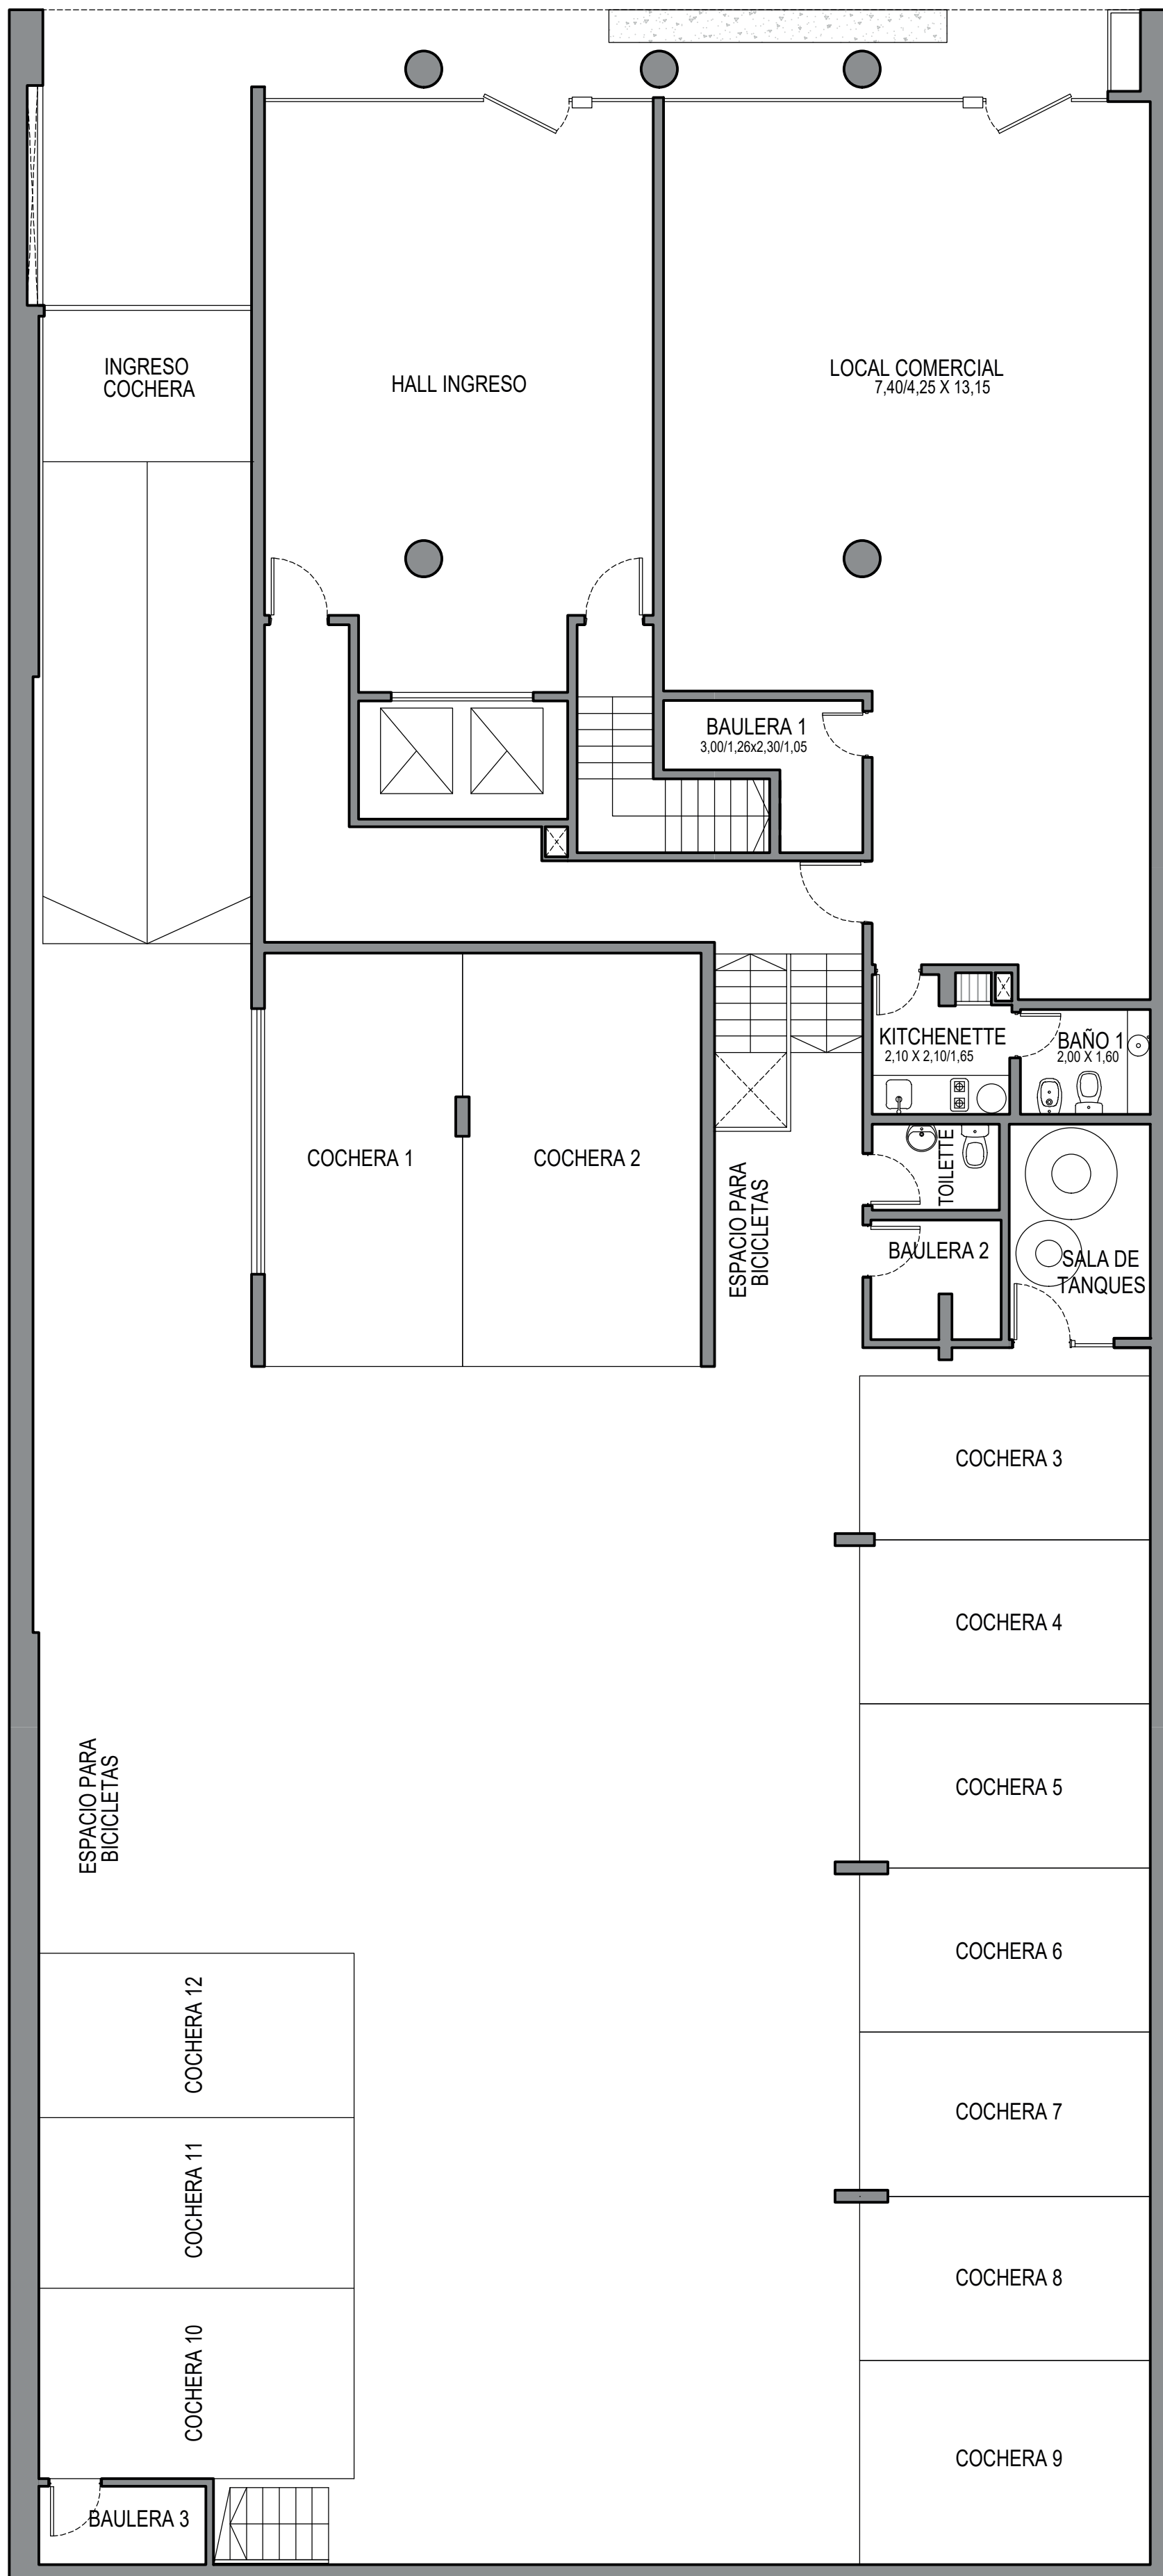 INGRESO
COCHERA
HALL INGRESO
LOCAL COMERCIAL
7,40/4,25 X 13,15
BAULERA 1
3,00/1,26x2,30/1,05
KITCHENETTE
2,10 X 2,10/1,65
BAÑO 1
2,00 X 1,60
COCHERA 1
COCHERA 2
ESPACIO PARA
BICICLETAS
TOILETTE
BAULERA 2
SALA DE
TANQUES
COCHERA 3
COCHERA 4
COCHERA 5
ESPACIO PARA
BICICLETAS
COCHERA 6
COCHERA 12
COCHERA 7
COCHERA 11
COCHERA 8
COCHERA 10
COCHERA 9
BAULERA 3